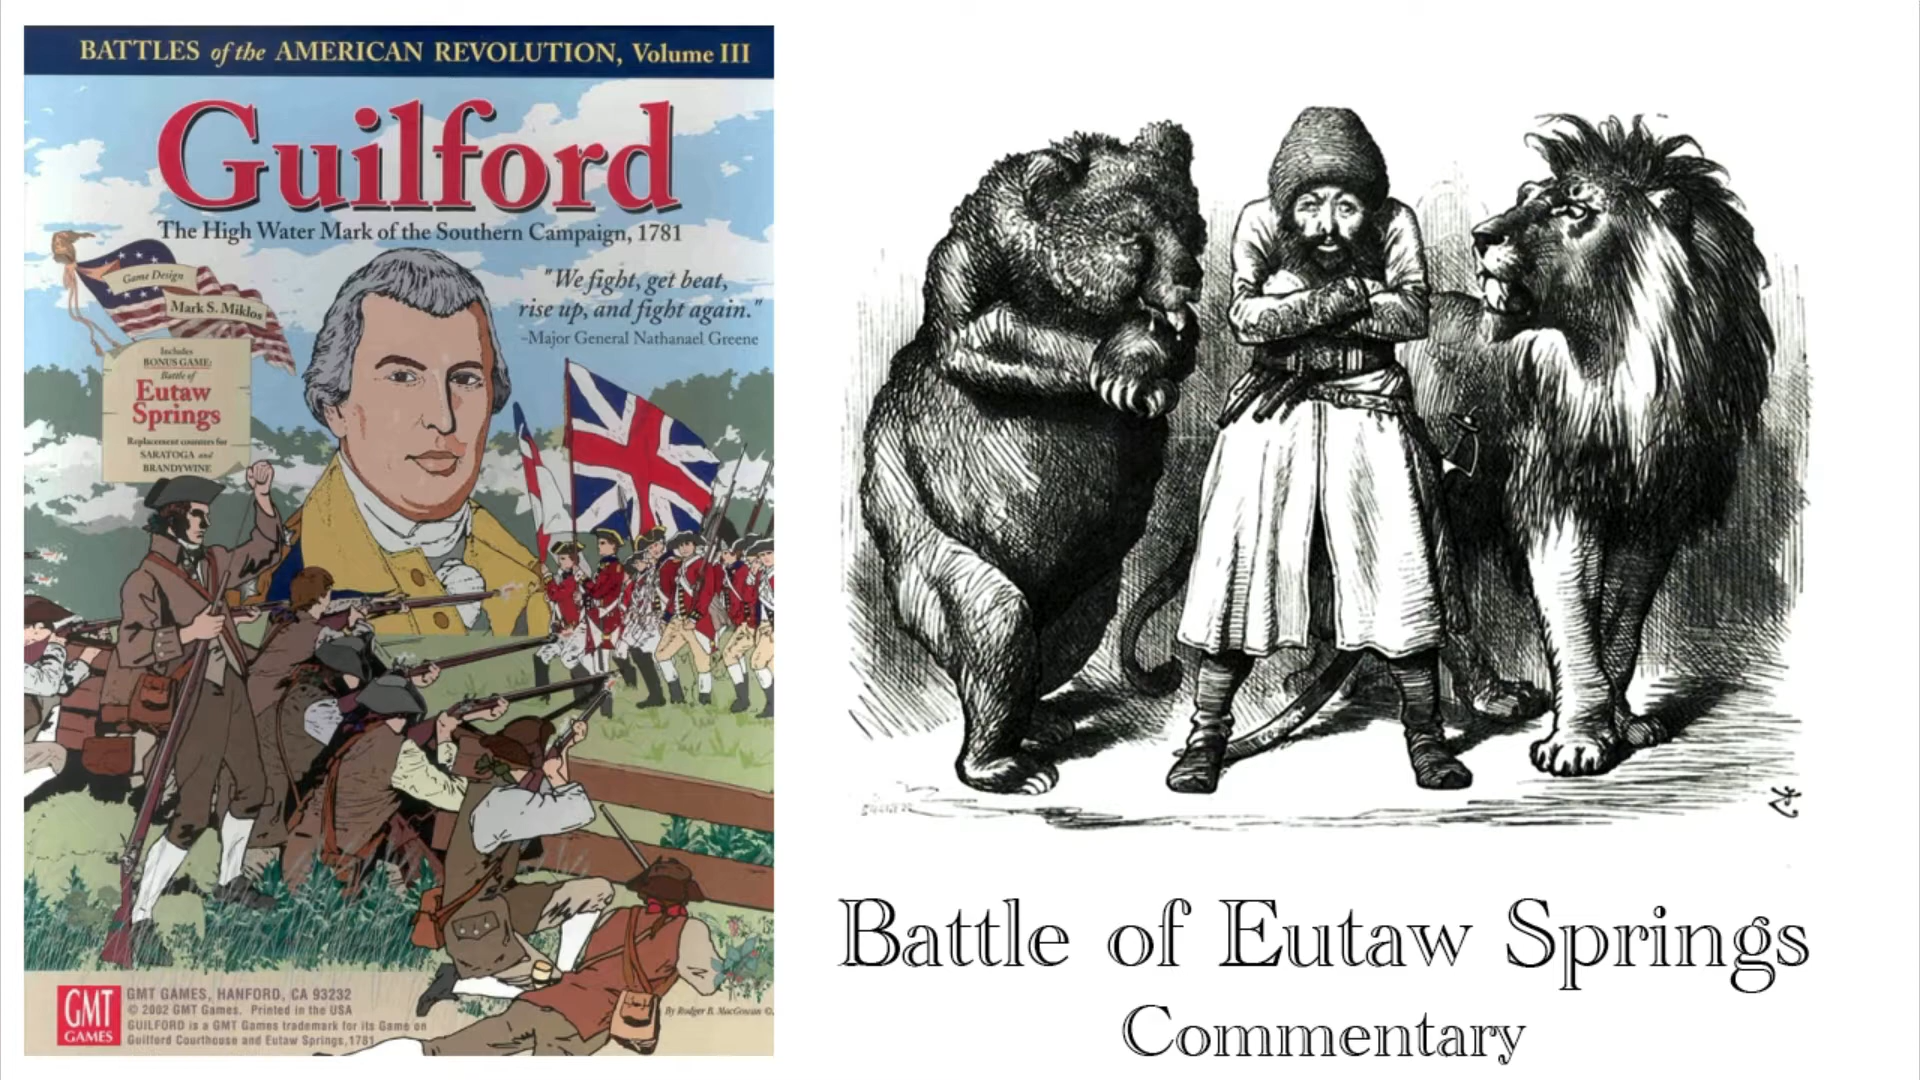 BATTLES of the AMERICAN REVOLUTION, Volume III
Guilford
The High Water Mark of the Southern Campaign, 1781
Game Design
Mark S. Miklos
"We fight, get beat,
rise up, and fight again."
-Major General Nathanael Greene
Includes
BONUS GAME:
Battle of
Eutaw
Springs
Replacement counters for
SARATOGA and
BRANDYWINE
GMT
GAMES
GMT GAMES, HANFORD, CA 93232
© 2002 GMT Games. Printed in the USA
GUILFORD is a GMT Games trademark for its Game on
Guilford Courthouse and Eutaw Springs, 1781
By Rodger B. MacGowan ©.
Battle of Eutaw Springs
Commentary